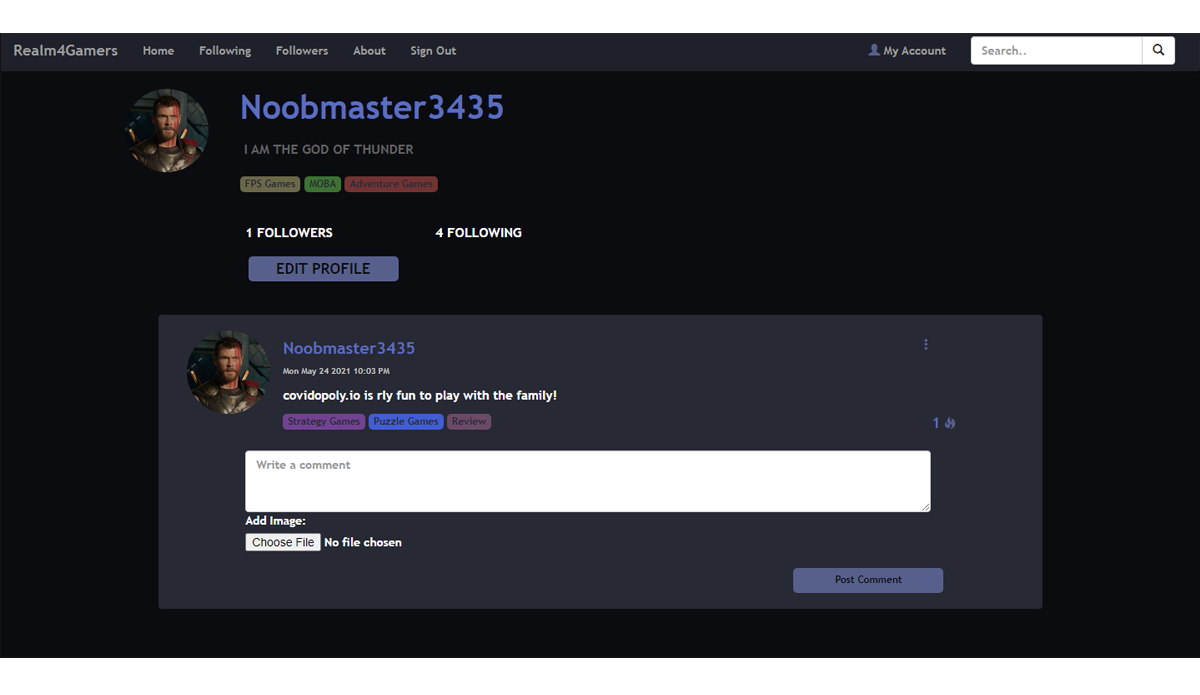 Realm4Gamers Home Following Followers About Sign Out My Account Search..
Noobmaster3435
I AM THE GOD OF THUNDER
FPS Games MOBA Adventure Games
1 FOLLOWERS 4 FOLLOWING
EDIT PROFILE
Noobmaster3435
Mon May 24 2021 10:03 PM
covidopoly.io is rly fun to play with the family!
Strategy Games Puzzle Games Review 1
Write a comment
Add Image:
Choose File No file chosen
Post Comment